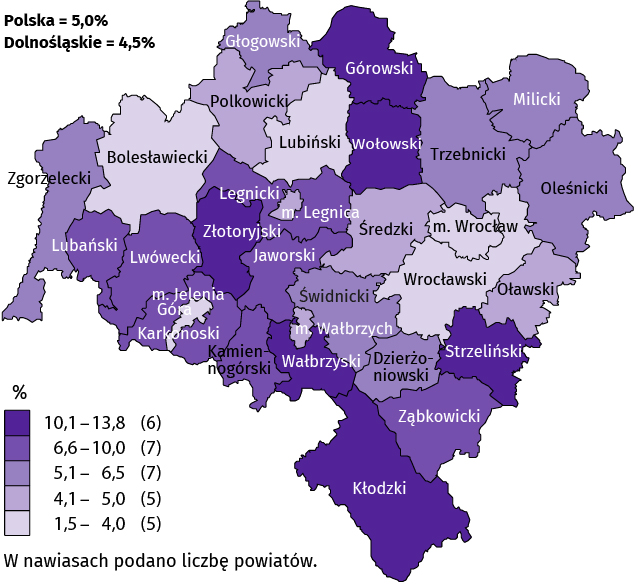 Polska = 5,0%
Dolnośląskie = 4,5%
Głogowski
Górowski
Polkowicki
Milicki
Lubiński
Wołowski
Trzebnicki
Bolesławiecki
Zgorzelecki
Oleśnicki
Legnicki
m. Legnica
Złotoryjski
Średzki
m. Wrocław
Lubański
Lwówecki
Jaworski
Wrocławski
Oławski
m. Jelenia
Góra
Świdnicki
Karkonoski
m. Wałbrzych
Kamien-
nogórski
Wałbrzyski
Dzierżo-
niowski
Strzeliński
Ząbkowicki
Kłodzki
%
10,1 – 13,8 (6)
6,6 – 10,0 (7)
5,1 – 6,5 (7)
4,1 – 5,0 (5)
1,5 – 4,0 (5)
W nawiasach podano liczbę powiatów.